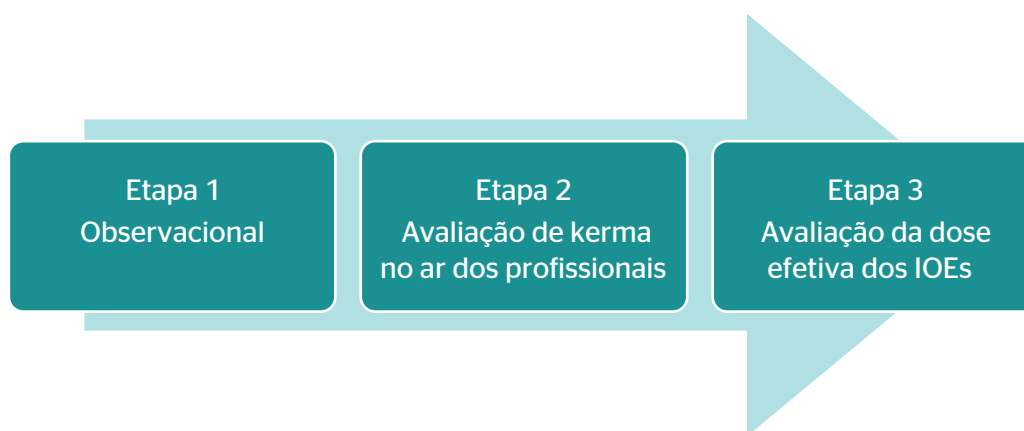 Etapa 1
Observacional
Etapa 2
Avaliação de kerma
no ar dos profissionais
Etapa 3
Avaliação da dose
efetiva dos IOEs